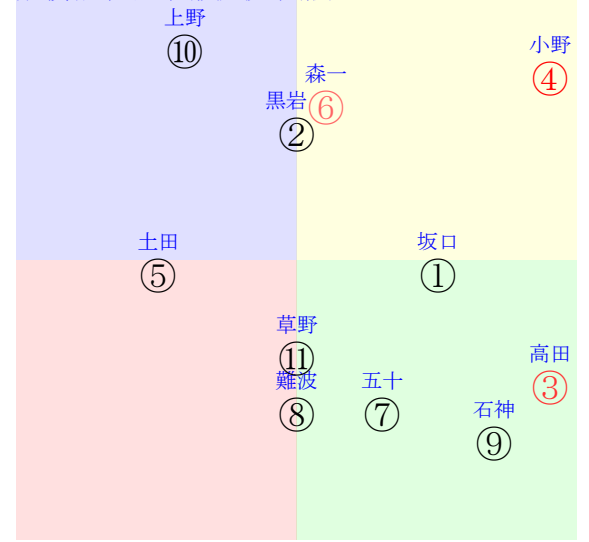 上野
⑩
小野
④
森一
⑥
黒岩
②
土田
⑤
坂口
①
草野
⑪
難波
⑧
五十
⑦
高田
③
石神
⑨